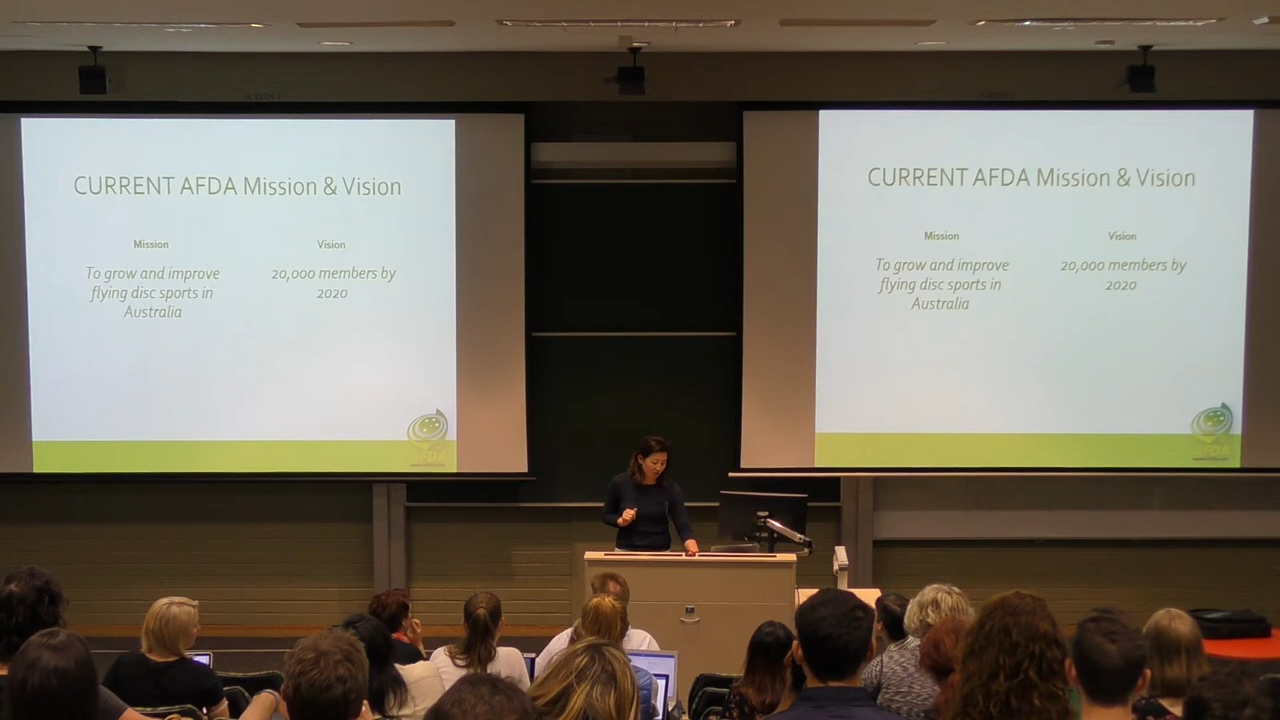 CURRENT AFDA Mission & Vision
Mission
To grow and improve
flying disc sports in
Australia
Vision
20,000 members by
2020
AFDA
CURRENT AFDA Mission & Vision
Mission
To grow and improve
flying disc sports in
Australia
Vision
20,000 members by
2020
AFDA